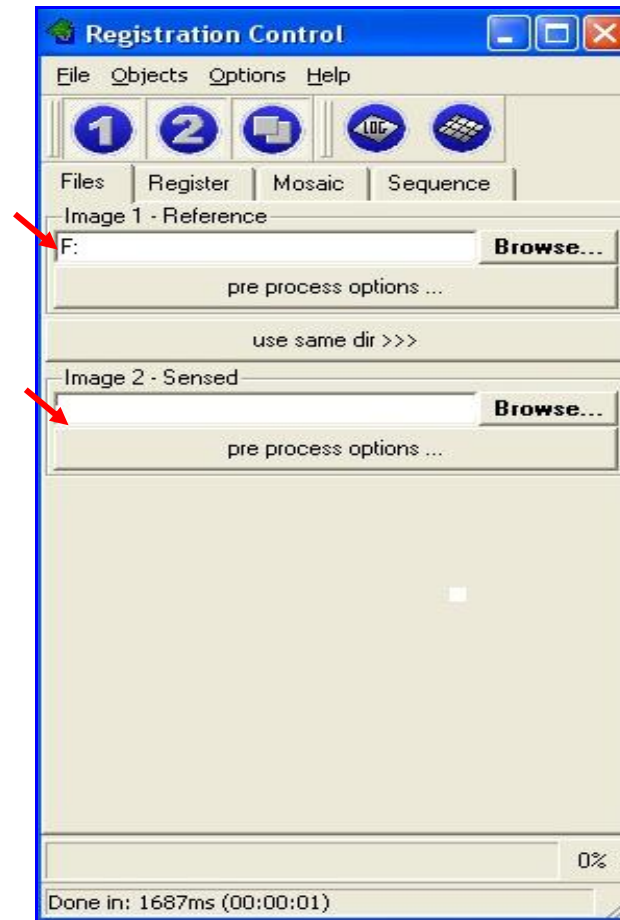 Registration Control
File Objects Options Help
1 2 LOG
Files Register Mosaic Sequence
Image 1 - Reference
F: Browse...
pre process options ...
use same dir >>>
Image 2 - Sensed
Browse...
pre process options ...
0%
Done in: 1687ms (00:00:01)